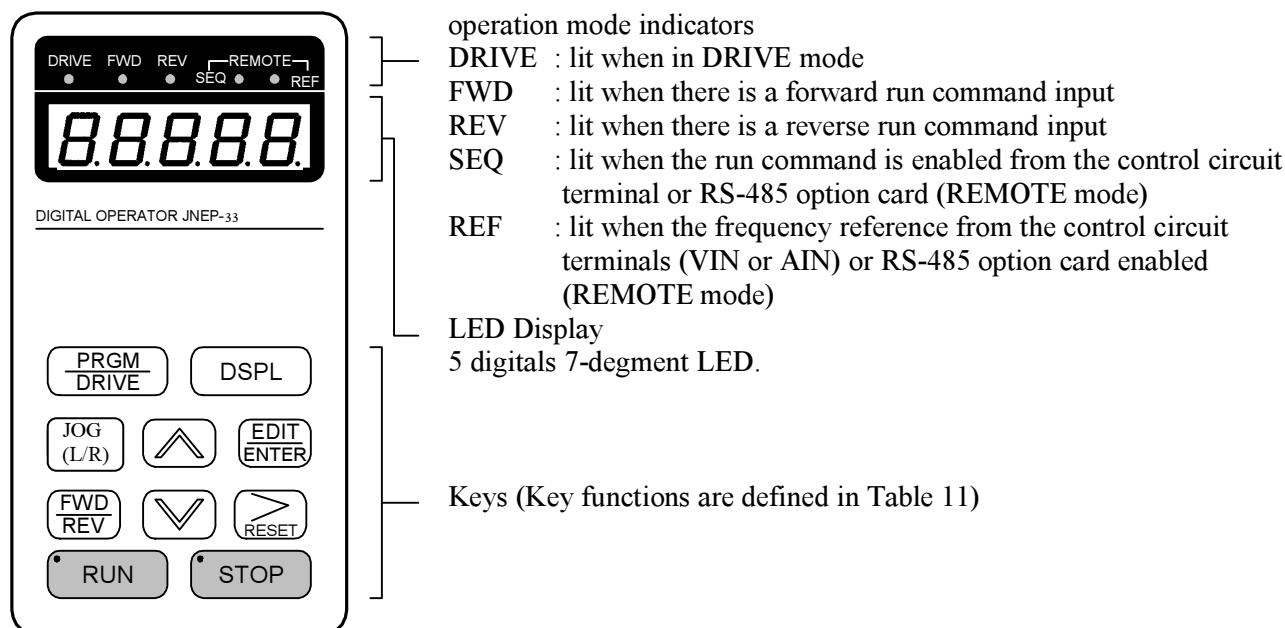 DRIVE FWD REV REMOTE
SEQ REF
88888
DIGITAL OPERATOR JNEP-33
PRGM
DRIVE
DSPL
JOG
(L/R)
EDIT
ENTER
FWD
REV
RESET
RUN
STOP
operation mode indicators
DRIVE : lit when in DRIVE mode
FWD : lit when there is a forward run command input
REV : lit when there is a reverse run command input
SEQ : lit when the run command is enabled from the control circuit
terminal or RS-485 option card (REMOTE mode)
REF : lit when the frequency reference from the control circuit
terminals (VIN or AIN) or RS-485 option card enabled
(REMOTE mode)
LED Display
5 digitals 7-degment LED.
Keys (Key functions are defined in Table 11)